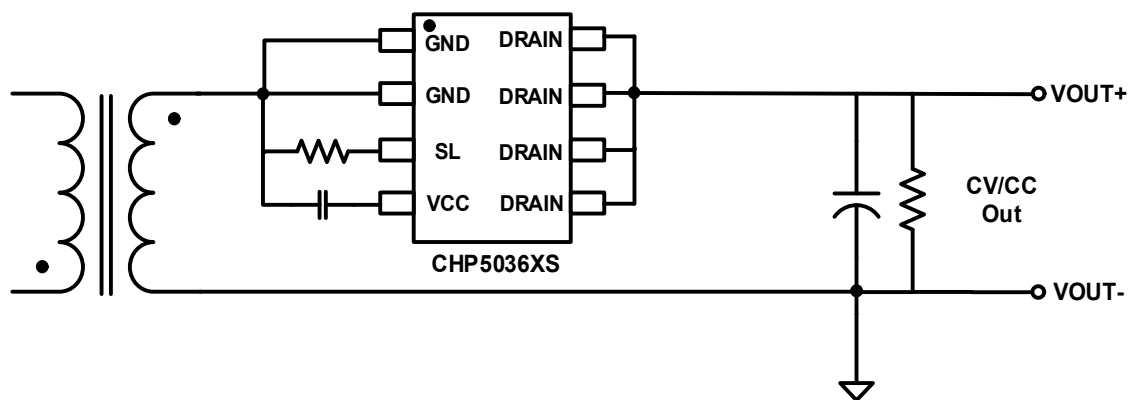 GND DRAIN
GND DRAIN
SL DRAIN
VCC DRAIN
CHP5036XS
VOUT+
CV/CC
Out
VOUT-